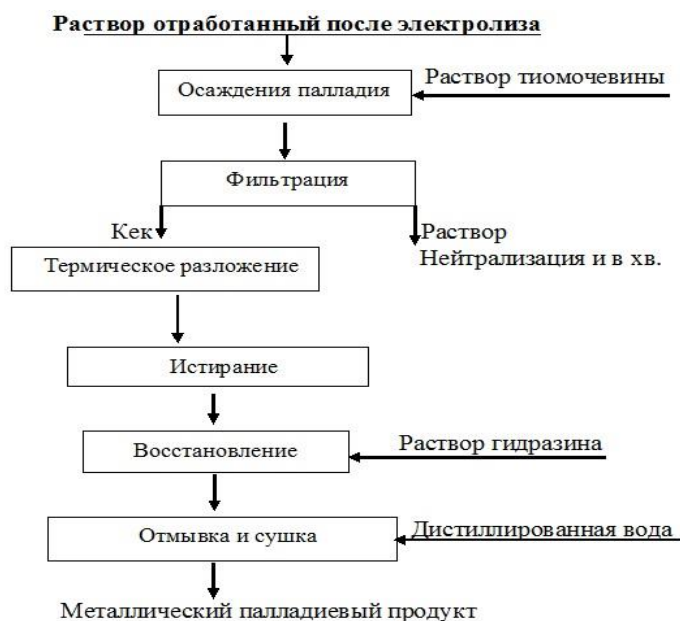 Раствор отработанный после электролиза
Осаждения палладия
Раствор тиомочевины
Фильтрация
Кек
Раствор
Нейтрализация и в хв.
Термическое разложение
Истирание
Восстановление
Раствор гидразина
Отмывка и сушка
Дистиллированная вода
Металлический палладиевый продукт